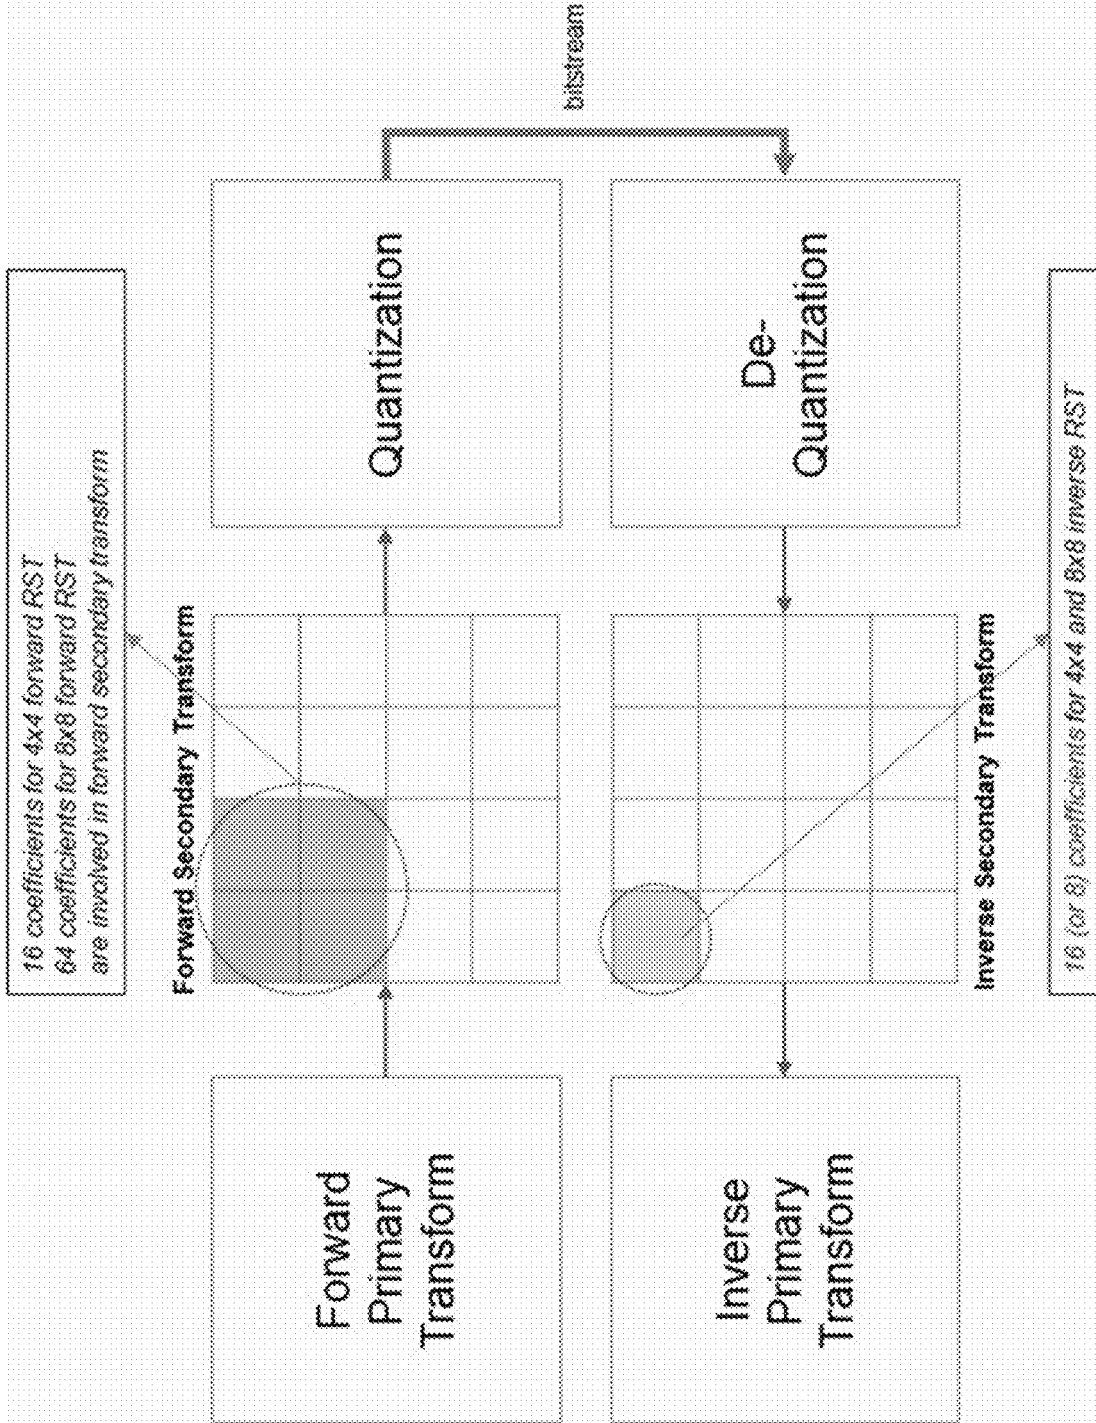 16 coefficients for 4x4 forward RST
64 coefficients for 8x8 forward RST
are involved in forward secondary transform
Forward Secondary Transform
Forward
Primary
Transform
Quantization
bitstream
Inverse
Primary
Transform
De-
Quantization
Inverse Secondary Transform
16 (or 8) coefficients for 4x4 and 8x8 inverse RST